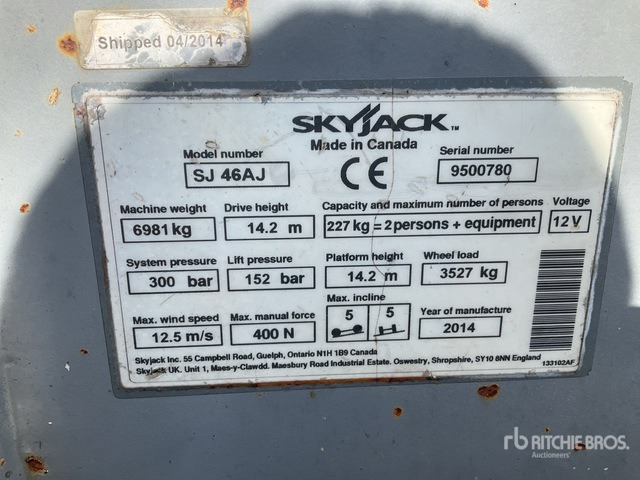 Shipped 04/2014
SKYJACK™
Made in Canada
CE
Model number
SJ 46AJ
Serial number
9500780
Machine weight
6981 kg
Drive height
14.2 m
Capacity and maximum number of persons
227 kg = 2 persons + equipment
Voltage
12 V
System pressure
300 bar
Lift pressure
152 bar
Platform height
14.2 m
Wheel load
3527 kg
Max. wind speed
12.5 m/s
Max. manual force
400 N
Max. incline
5 5
Year of manufacture
2014
Skyjack Inc. 55 Campbell Road, Guelph, Ontario N1H 1B9 Canada
Skyjack UK. Unit 1, Maes-y-Clawdd. Maesbury Road Industrial Estate. Oswestry, Shropshire, SY10 8NN England
133102AF
rb RITCHIE BROS.
Auctioneers